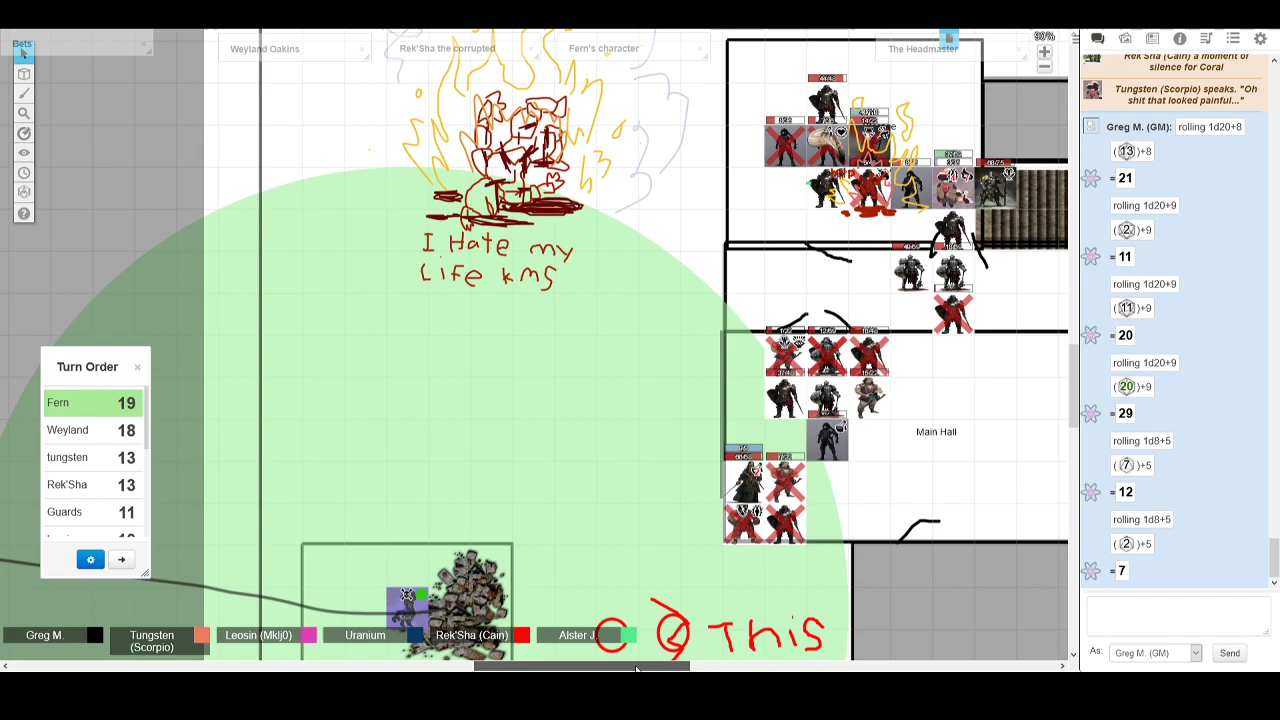 Bets
Weyland Oakins
Rek'Sha the corrupted
Fern's character
The Headmaster
90%
Rek'Sha (Cain) a moment of
silence for Coral
Tungsten (Scorpio) speaks. "Oh
shit that looked painful..."
Greg M. (GM): rolling 1d20+8
(13)+8
= 21
rolling 1d20+9
(2)+9
= 11
rolling 1d20+9
(11)+9
= 20
rolling 1d20+9
(20)+9
= 29
rolling 1d8+5
(7)+5
= 12
rolling 1d8+5
(2)+5
= 7
I Hate my
Life kms
Turn Order
Fern 19
Weyland 18
tungsten 13
Rek'Sha 13
Guards 11
Main Hall
This
Greg M.
Tungsten
(Scorpio)
Leosin (Mklj0)
Uranium
Rek'Sha (Cain)
Alster J.
As: Greg M. (GM) Send